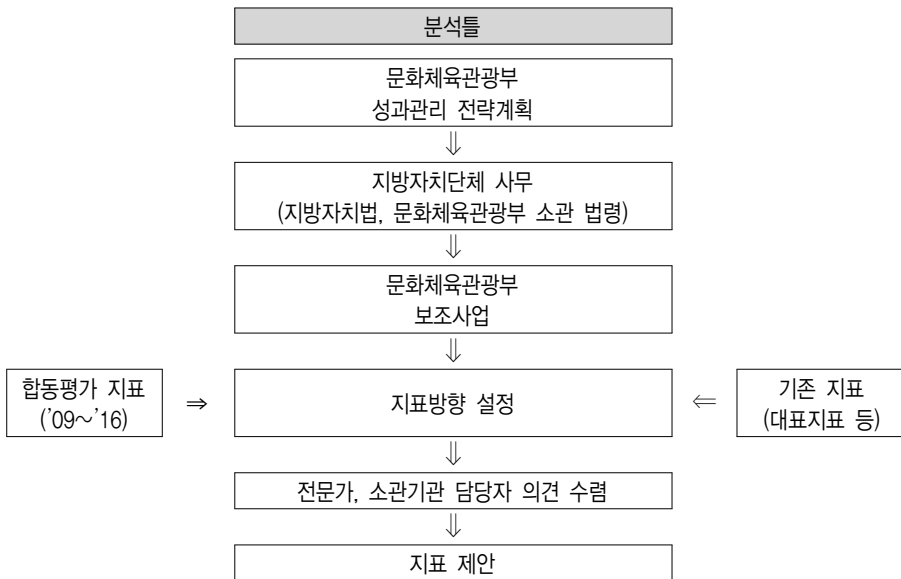 분석틀
문화체육관광부
성과관리 전략계획
⇓
지방자치단체 사무
(지방자치법, 문화체육관광부 소관 법령)
⇓
문화체육관광부
보조사업
⇓
합동평가 지표
('09～'16)
⇒
지표방향 설정
⇐
기존 지표
(대표지표 등)
⇓
전문가, 소관기관 담당자 의견 수렴
⇓
지표 제안